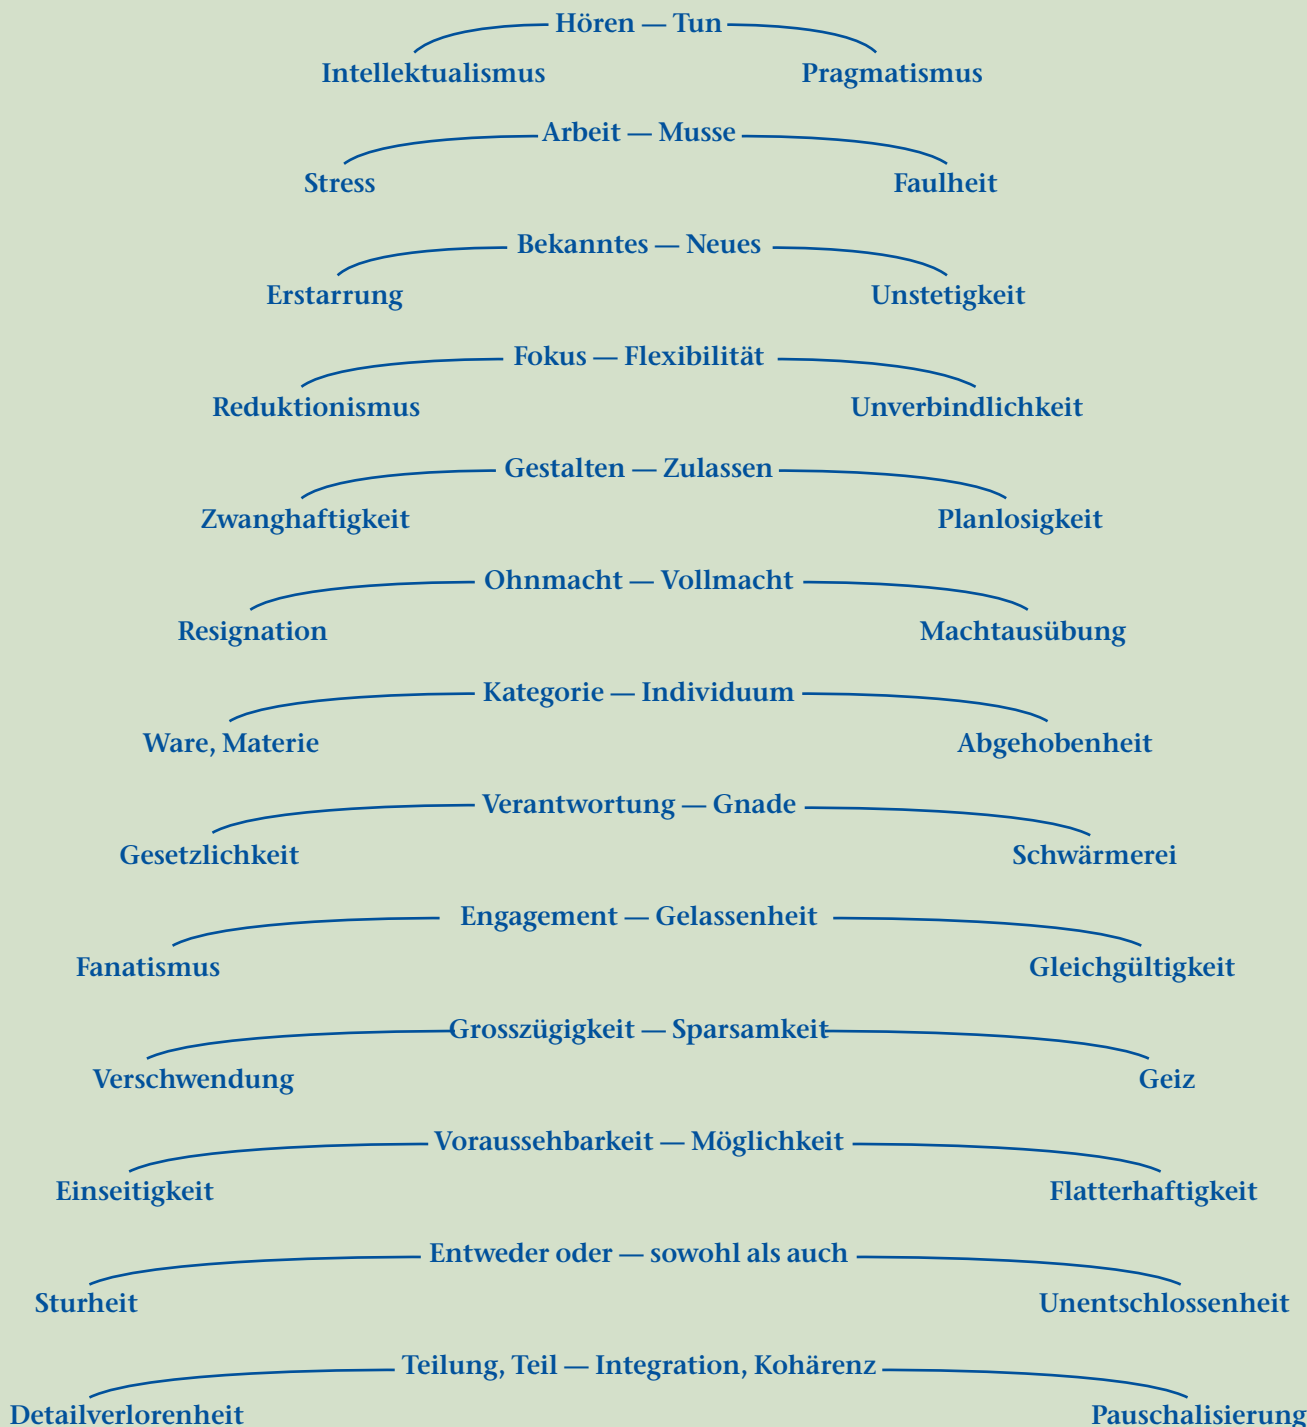 Hören — Tun
Intellektualismus Pragmatismus
Arbeit — Musse
Stress Faulheit
Bekanntes — Neues
Erstarrung Unstetigkeit
Fokus — Flexibilität
Reduktionismus Unverbindlichkeit
Gestalten — Zulassen
Zwanghaftigkeit Planlosigkeit
Ohnmacht — Vollmacht
Resignation Machtausübung
Kategorie — Individuum
Ware, Materie Abgehobenheit
Verantwortung — Gnade
Gesetzlichkeit Schwärmerei
Engagement — Gelassenheit
Fanatismus Gleichgültigkeit
Grosszügigkeit — Sparsamkeit
Verschwendung Geiz
Voraussehbarkeit — Möglichkeit
Einseitigkeit Flatterhaftigkeit
Entweder oder — sowohl als auch
Sturheit Unentschlossenheit
Teilung, Teil — Integration, Kohärenz
Detailverlorenheit Pauschalisierung